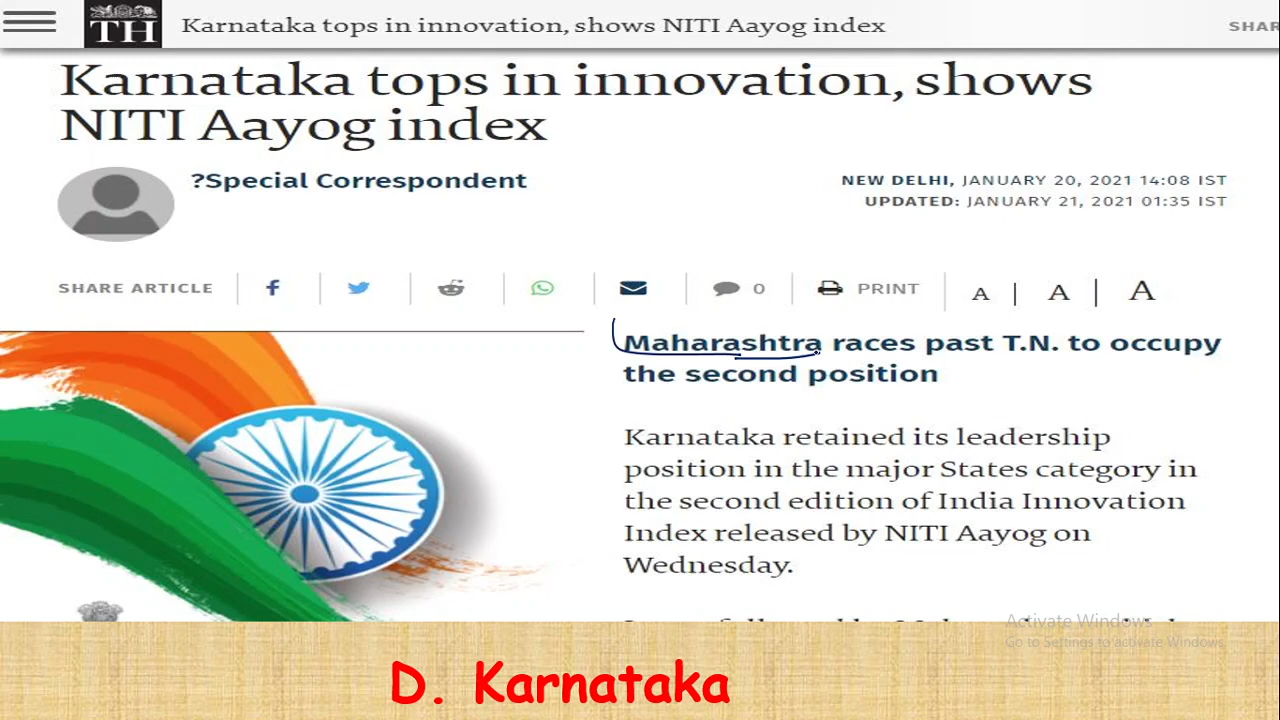 TH Karnataka tops in innovation, shows NITI Aayog index SHAR
Karnataka tops in innovation, shows
NITI Aayog index
?Special Correspondent
NEW DELHI, JANUARY 20, 2021 14:08 IST
UPDATED: JANUARY 21, 2021 01:35 IST
SHARE ARTICLE 0 PRINT A | A | A
Maharashtra races past T.N. to occupy
the second position
Karnataka retained its leadership
position in the major States category in
the second edition of India Innovation
Index released by NITI Aayog on
Wednesday.
Activate Windows
Go to Settings to activate Windows.
D. Karnataka